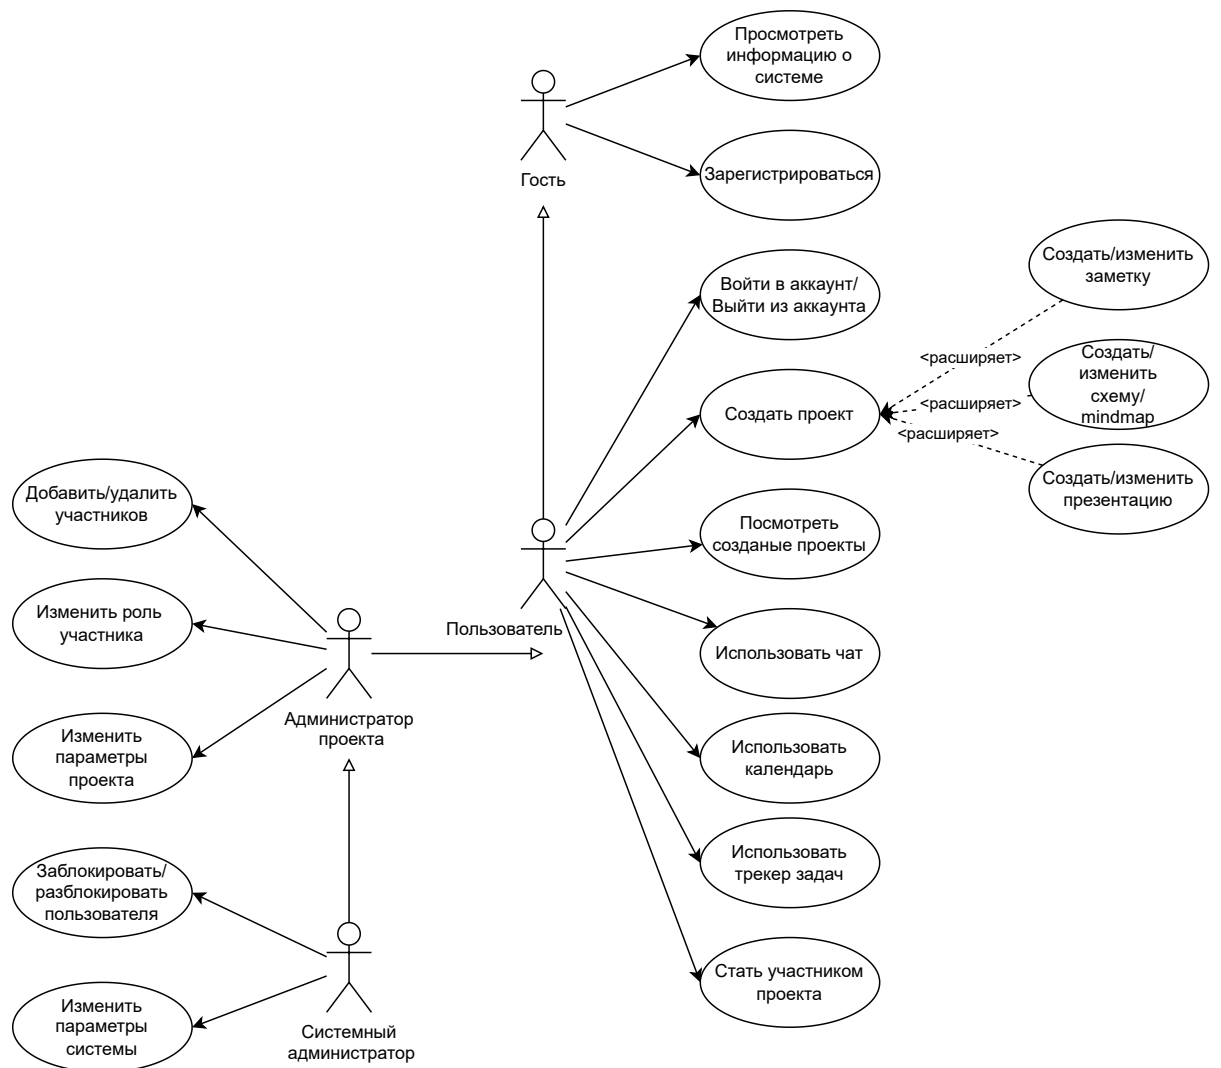 Просмотреть
информацию о
системе
Гость
Зарегистрироваться
Войти в аккаунт/
Выйти из аккаунта
Создать/изменить
заметку
<расширяет>
Создать/
изменить
схему/
mindmap
<расширяет>
Создать проект
<расширяет>
Создать/изменить
презентацию
Добавить/удалить
участников
Посмотреть
созданые проекты
Изменить роль
участника
Пользователь
Использовать чат
Администратор
проекта
Изменить
параметры
проекта
Использовать
календарь
Использовать
трекер задач
Заблокировать/
разблокировать
пользователя
Стать участником
проекта
Изменить
параметры
системы
Системный
администратор